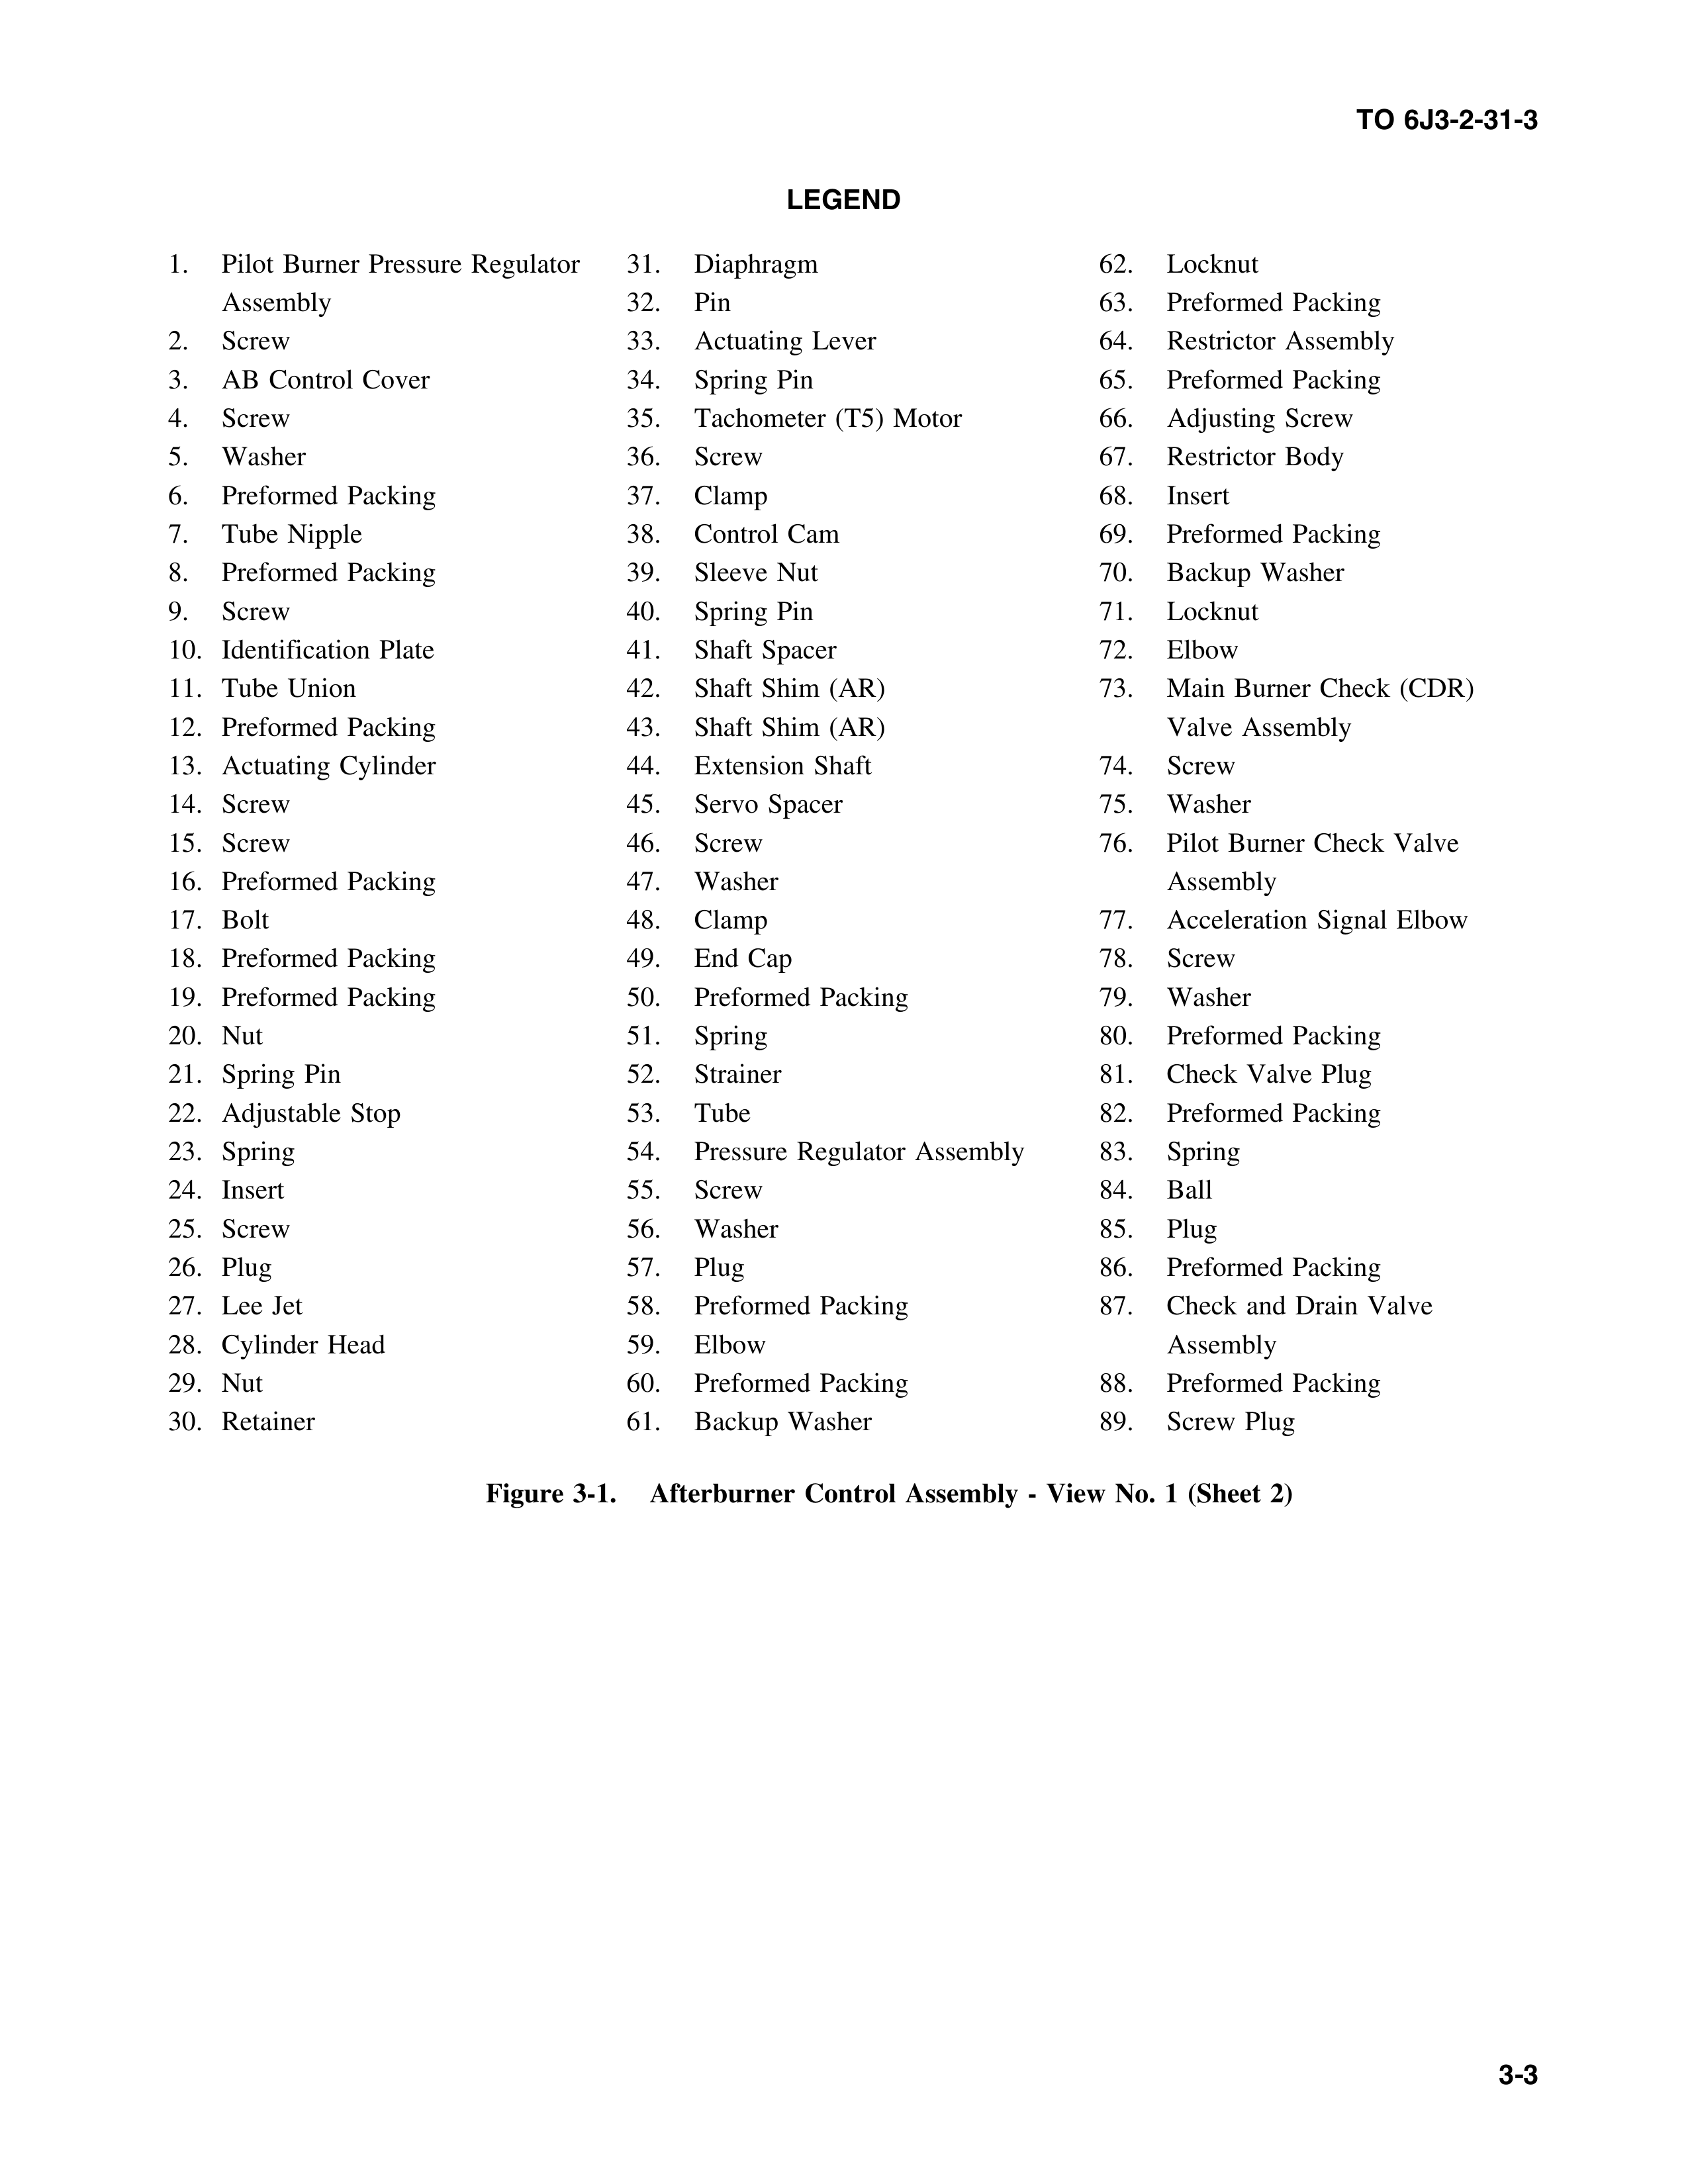 TO 6J3-2-31-3
LEGEND
1. Pilot Burner Pressure Regulator
Assembly
2. Screw
3. AB Control Cover
4. Screw
5. Washer
6. Preformed Packing
7. Tube Nipple
8. Preformed Packing
9. Screw
10. Identification Plate
11. Tube Union
12. Preformed Packing
13. Actuating Cylinder
14. Screw
15. Screw
16. Preformed Packing
17. Bolt
18. Preformed Packing
19. Preformed Packing
20. Nut
21. Spring Pin
22. Adjustable Stop
23. Spring
24. Insert
25. Screw
26. Plug
27. Lee Jet
28. Cylinder Head
29. Nut
30. Retainer
31. Diaphragm
32. Pin
33. Actuating Lever
34. Spring Pin
35. Tachometer (T5) Motor
36. Screw
37. Clamp
38. Control Cam
39. Sleeve Nut
40. Spring Pin
41. Shaft Spacer
42. Shaft Shim (AR)
43. Shaft Shim (AR)
44. Extension Shaft
45. Servo Spacer
46. Screw
47. Washer
48. Clamp
49. End Cap
50. Preformed Packing
51. Spring
52. Strainer
53. Tube
54. Pressure Regulator Assembly
55. Screw
56. Washer
57. Plug
58. Preformed Packing
59. Elbow
60. Preformed Packing
61. Backup Washer
62. Locknut
63. Preformed Packing
64. Restrictor Assembly
65. Preformed Packing
66. Adjusting Screw
67. Restrictor Body
68. Insert
69. Preformed Packing
70. Backup Washer
71. Locknut
72. Elbow
73. Main Burner Check (CDR)
Valve Assembly
74. Screw
75. Washer
76. Pilot Burner Check Valve
Assembly
77. Acceleration Signal Elbow
78. Screw
79. Washer
80. Preformed Packing
81. Check Valve Plug
82. Preformed Packing
83. Spring
84. Ball
85. Plug
86. Preformed Packing
87. Check and Drain Valve
Assembly
88. Preformed Packing
89. Screw Plug
Figure 3-1. Afterburner Control Assembly - View No. 1 (Sheet 2)
3-3